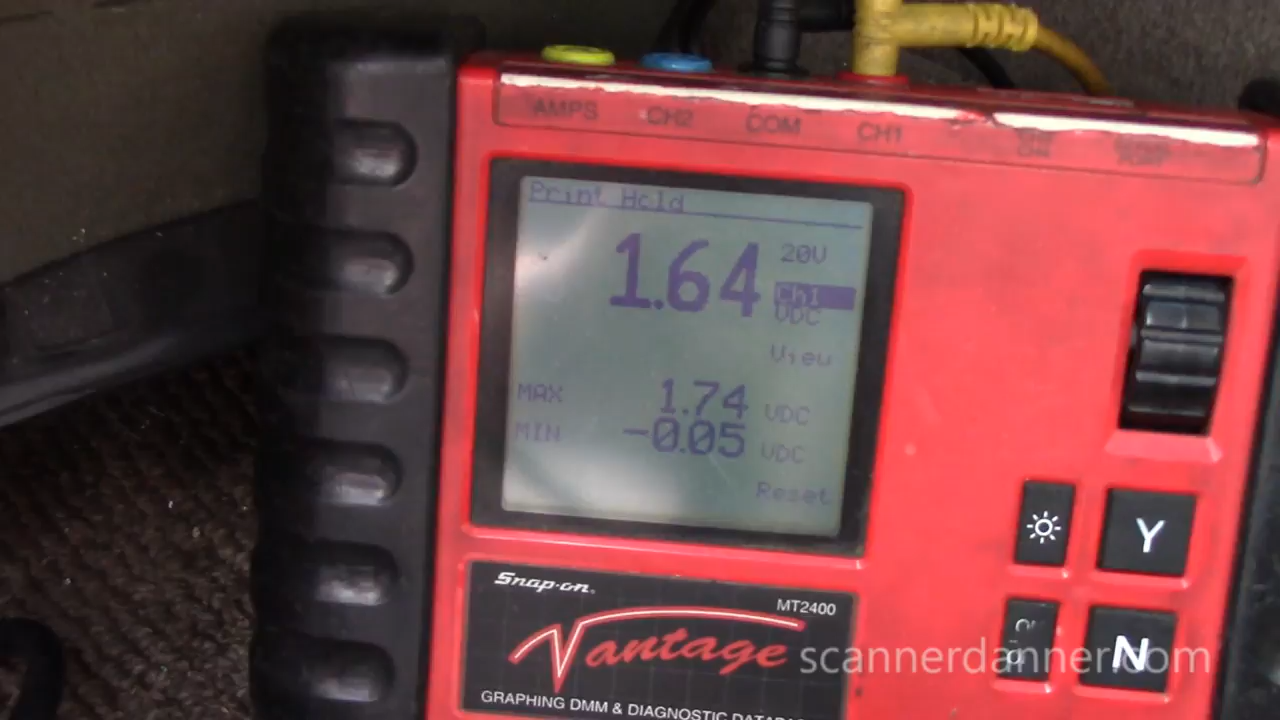 AMPS CH2 COM CH1
Print Hold
1.64 20V
Ch1
VDC
View
MAX 1.74 VDC
MIN -0.05 VDC
Reset
Snap-on
MT2400
Vantage
GRAPHING DMM & DIAGNOSTIC
Y
N
scannerdanner.com